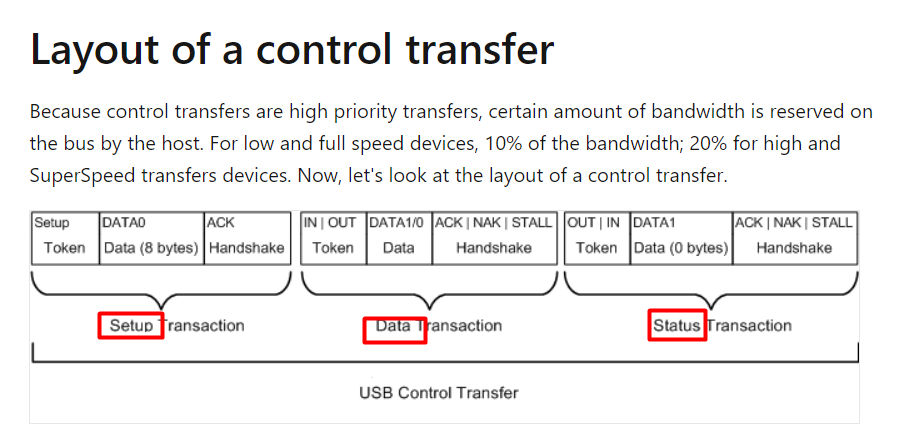 Layout of a control transfer
Because control transfers are high priority transfers, certain amount of bandwidth is reserved on
the bus by the host. For low and full speed devices, 10% of the bandwidth; 20% for high and
SuperSpeed transfers devices. Now, let's look at the layout of a control transfer.
Setup DATA0 ACK IN | OUT DATA1/0 ACK | NAK | STALL OUT | IN DATA1 ACK | NAK | STALL
Token Data (8 bytes) Handshake Token Data Handshake Token Data (0 bytes) Handshake
Setup Transaction Data Transaction Status Transaction
USB Control Transfer